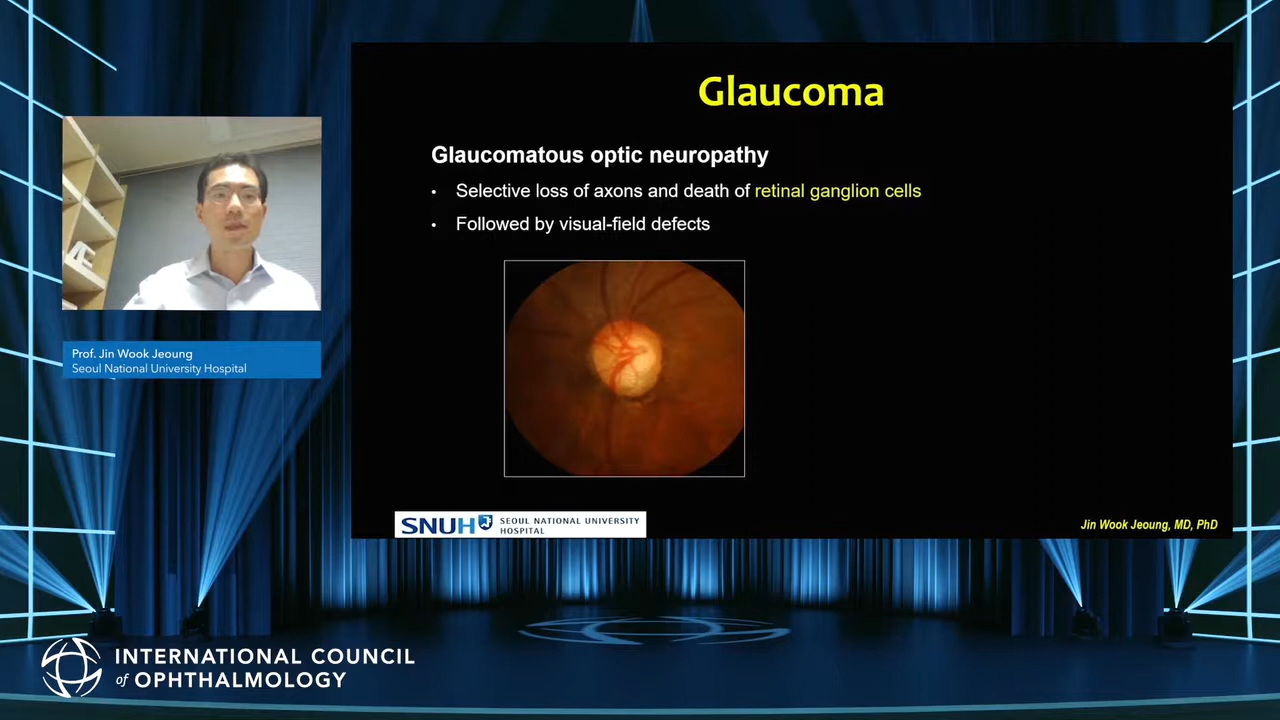 Glaucoma
Glaucomatous optic neuropathy
• Selective loss of axons and death of retinal ganglion cells
• Followed by visual-field defects
Prof. Jin Wook Jeoung
Seoul National University Hospital
SNUH SEOUL NATIONAL UNIVERSITY
HOSPITAL
Jin Wook Jeoung, MD, PhD
INTERNATIONAL COUNCIL
of OPHTHALMOLOGY